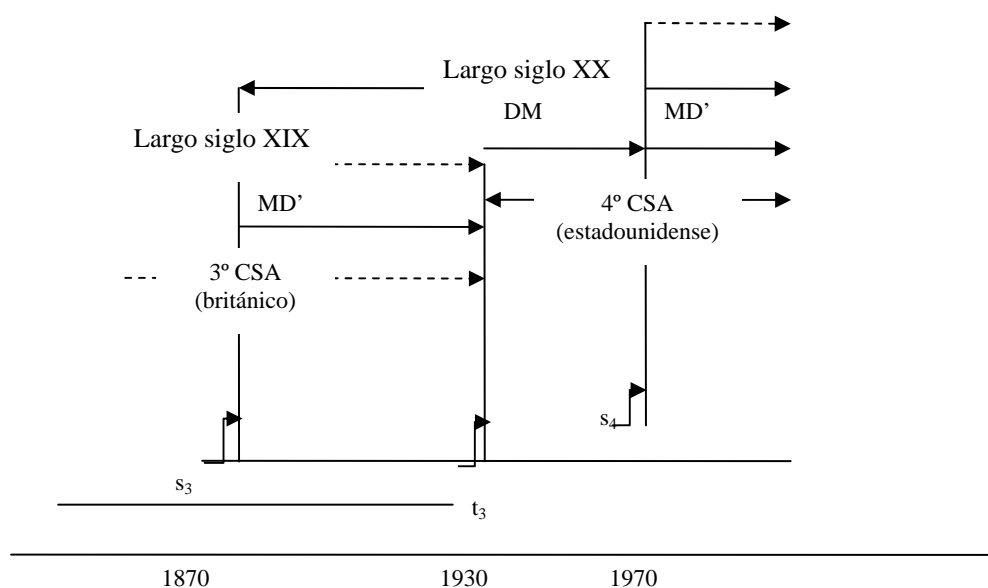 Largo siglo XX
DM MD’
Largo siglo XIX
MD’
4º CSA
(estadounidense)
3º CSA
(británico)
s₄
s₃
t₃
1870 1930 1970